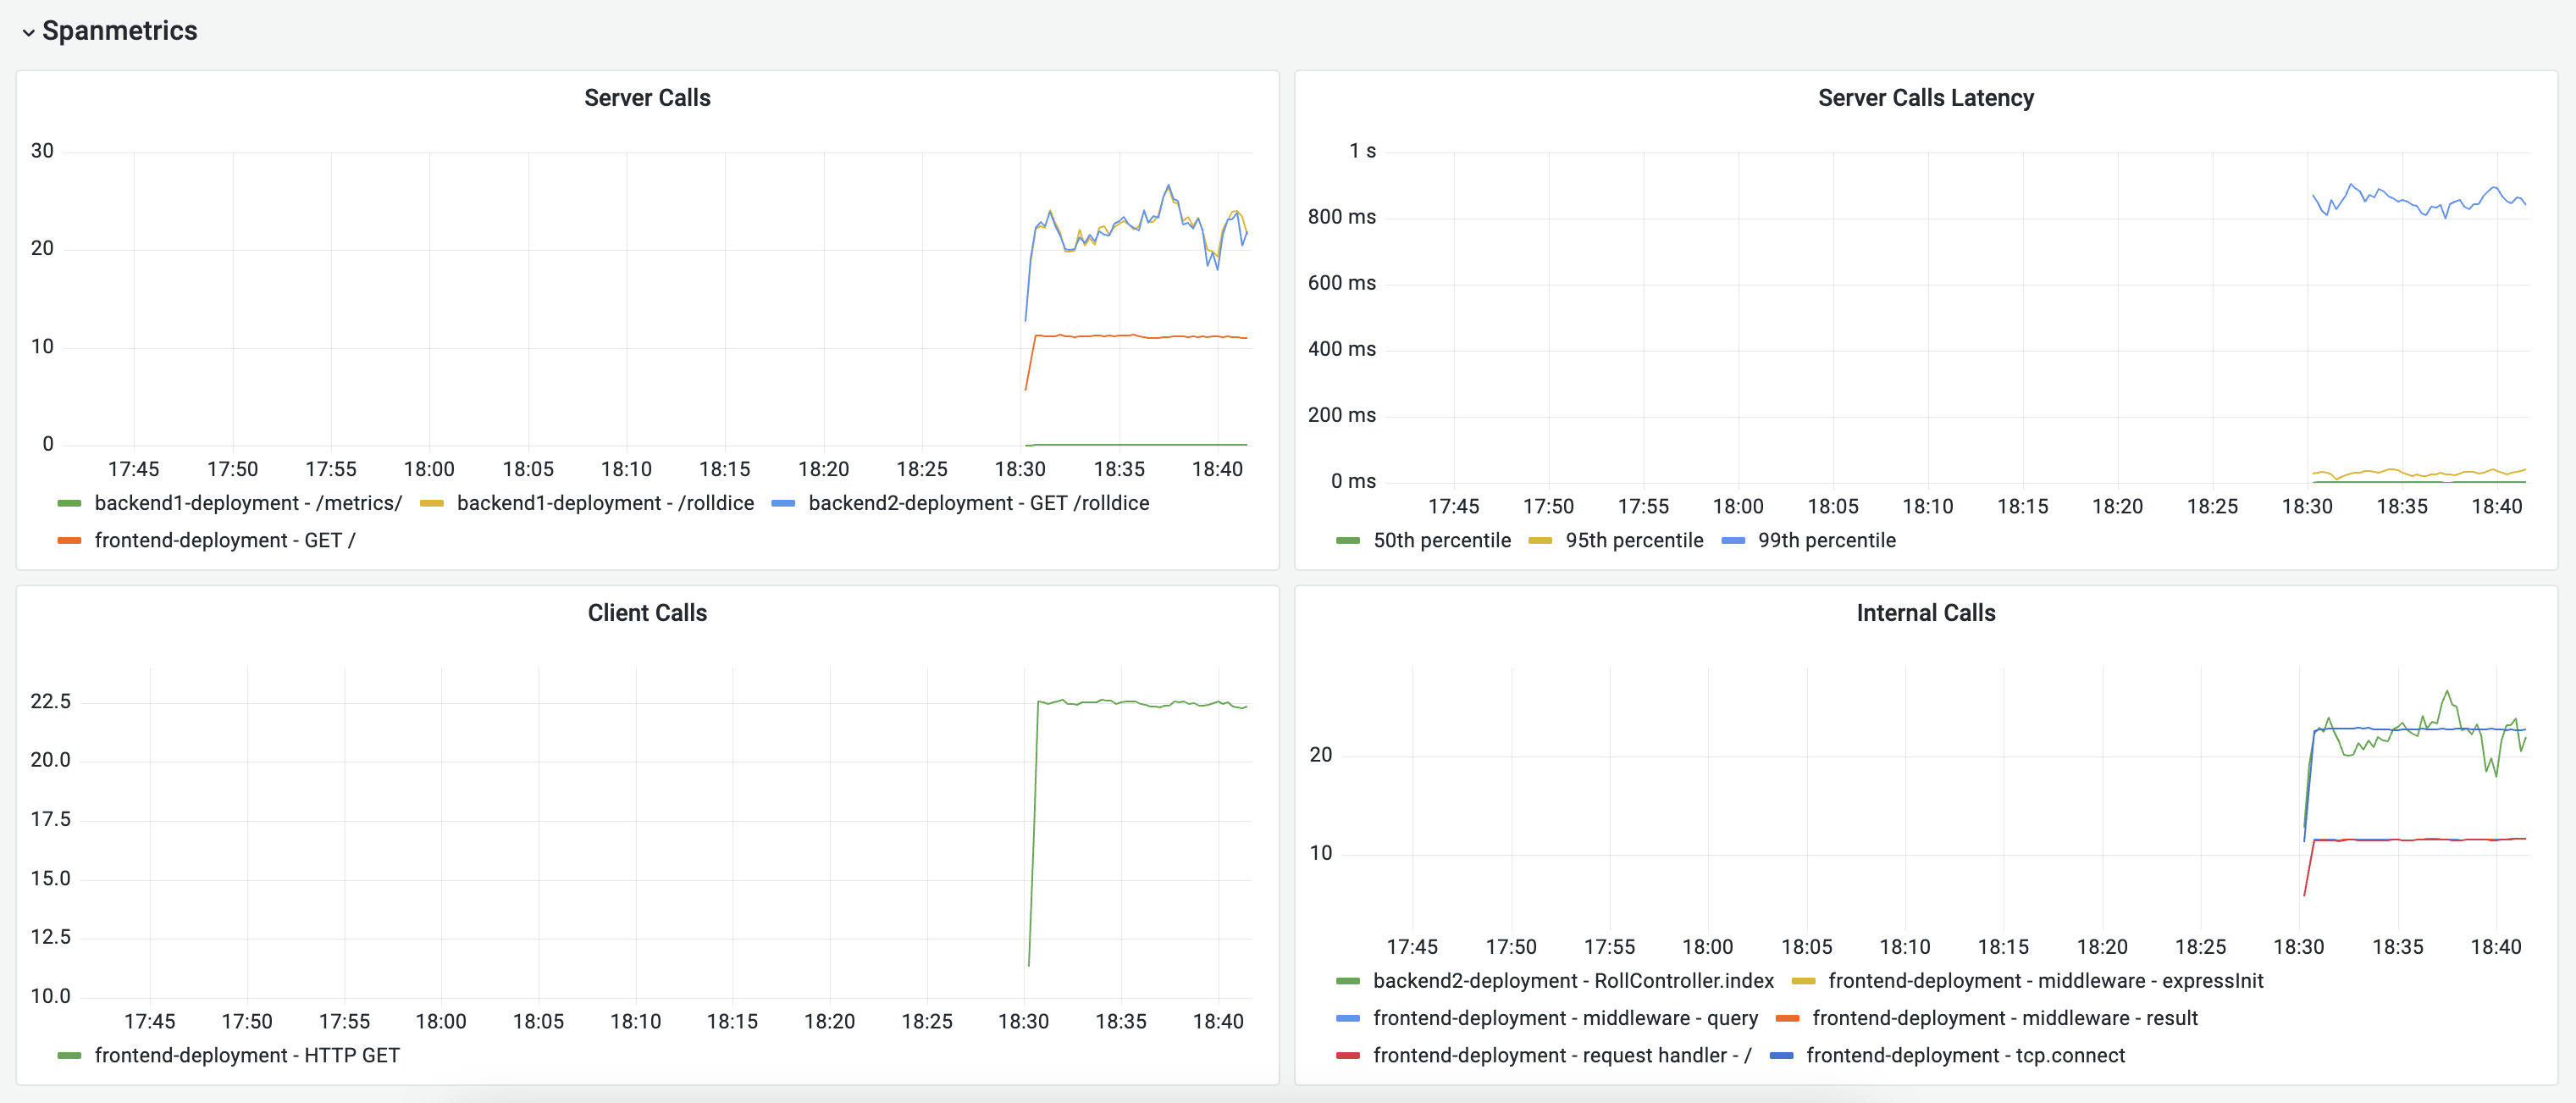 Spanmetrics
Server Calls
30
20
10
0
17:45 17:50 17:55 18:00 18:05 18:10 18:15 18:20 18:25 18:30 18:35 18:40
backend1-deployment - /metrics/ backend1-deployment - /rolldice backend2-deployment - GET /rolldice
frontend-deployment - GET /
Server Calls Latency
1 s
800 ms
600 ms
400 ms
200 ms
0 ms
17:45 17:50 17:55 18:00 18:05 18:10 18:15 18:20 18:25 18:30 18:35 18:40
50th percentile 95th percentile 99th percentile
Client Calls
22.5
20.0
17.5
15.0
12.5
10.0
17:45 17:50 17:55 18:00 18:05 18:10 18:15 18:20 18:25 18:30 18:35 18:40
frontend-deployment - HTTP GET
Internal Calls
20
10
17:45 17:50 17:55 18:00 18:05 18:10 18:15 18:20 18:25 18:30 18:35 18:40
backend2-deployment - RollController.index frontend-deployment - middleware - expressInit
frontend-deployment - middleware - query frontend-deployment - middleware - result
frontend-deployment - request handler - / frontend-deployment - tcp.connect